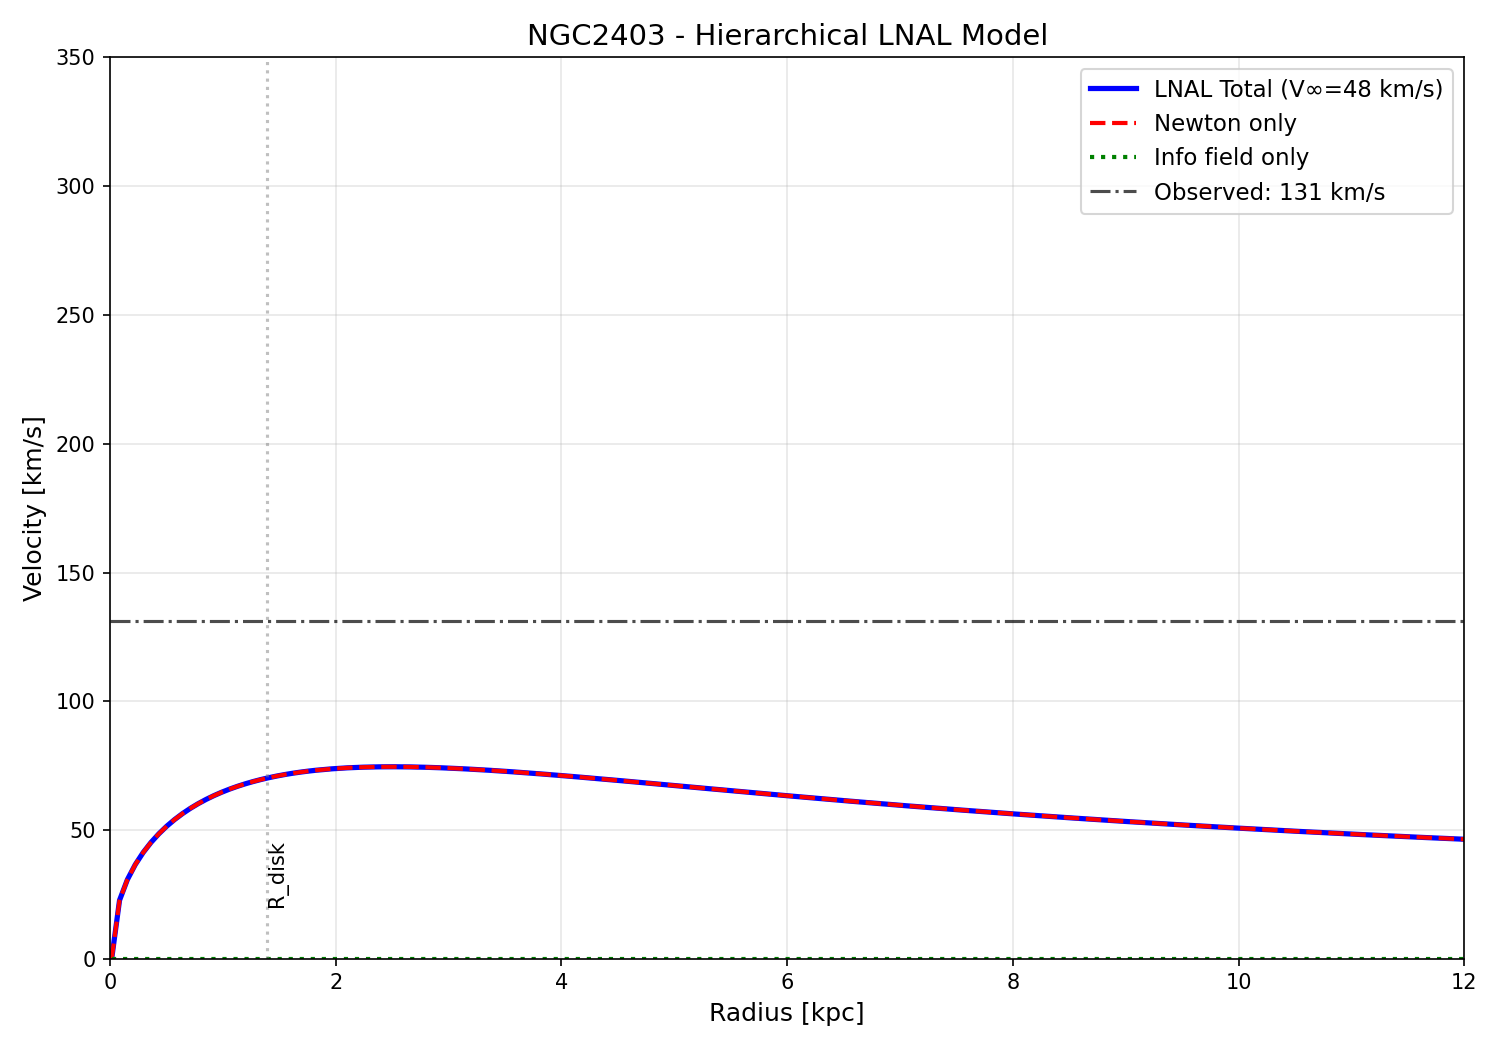 NGC2403 - Hierarchical LNAL Model
LNAL Total (V∞=48 km/s)
Newton only
Info field only
Observed: 131 km/s
Velocity [km/s]
350
300
250
200
150
100
50
0
R_disk
0 2 4 6 8 10 12
Radius [kpc]